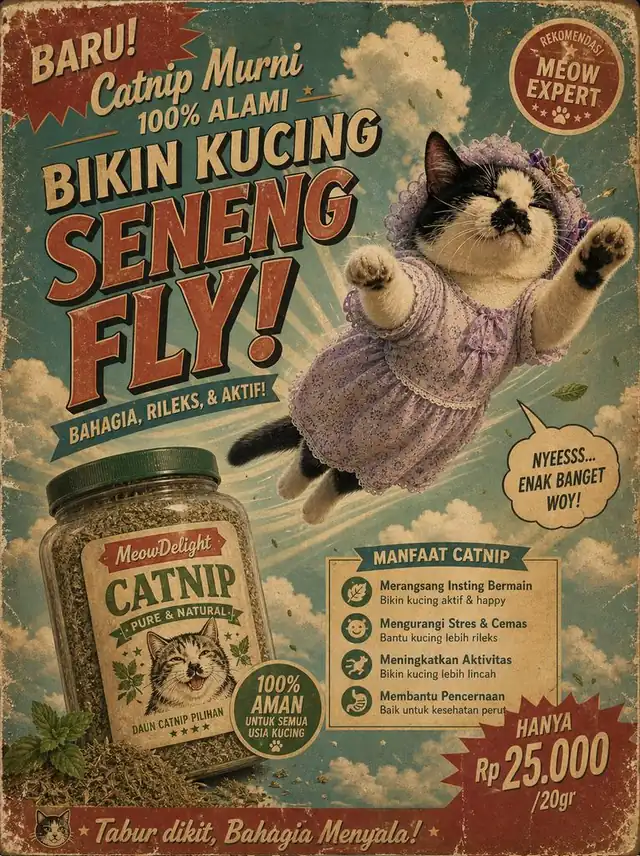 BARU!
Catnip Murni
100% ALAMI
BIKIN KUCING
SENENG
FLY!
BAHAGIA, RILEKS, & AKTIF!
REKOMENDASI
MEOW
EXPERT
NYEESSS...
ENAK BANGET
WOY!
MeowDelight
CATNIP
PURE & NATURAL
DAUN CATNIP PILIHAN
100%
AMAN
UNTUK SEMUA
USIA KUCING
MANFAAT CATNIP
Merangsang Insting Bermain
Bikin kucing aktif & happy
Mengurangi Stres & Cemas
Bantu kucing lebih rileks
Meningkatkan Aktivitas
Bikin kucing lebih lincah
Membantu Pencernaan
Baik untuk kesehatan perut
HANYA
Rp 25.000
/20gr
Tabur dikit, Bahagia Menyala!